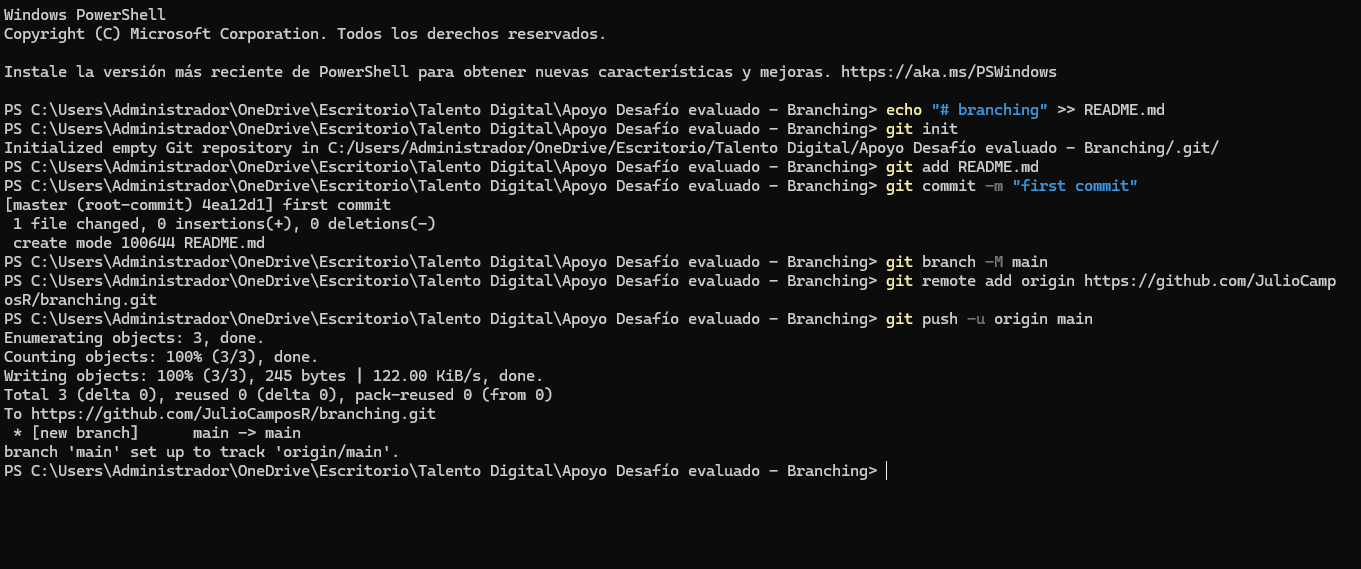 Windows PowerShell
Copyright (C) Microsoft Corporation. Todos los derechos reservados.
Instale la versión más reciente de PowerShell para obtener nuevas características y mejoras. https://aka.ms/PSWindows
PS C:\Users\Administrador\OneDrive\Escritorio\Talento Digital\Apoyo Desafío evaluado - Branching> echo "# branching" >> README.md
PS C:\Users\Administrador\OneDrive\Escritorio\Talento Digital\Apoyo Desafío evaluado - Branching> git init
Initialized empty Git repository in C:/Users/Administrador/OneDrive/Escritorio/Talento Digital/Apoyo Desafío evaluado - Branching/.git/
PS C:\Users\Administrador\OneDrive\Escritorio\Talento Digital\Apoyo Desafío evaluado - Branching> git add README.md
PS C:\Users\Administrador\OneDrive\Escritorio\Talento Digital\Apoyo Desafío evaluado - Branching> git commit -m "first commit"
[master (root-commit) 4ea12d1] first commit
 1 file changed, 0 insertions(+), 0 deletions(-)
 create mode 100644 README.md
PS C:\Users\Administrador\OneDrive\Escritorio\Talento Digital\Apoyo Desafío evaluado - Branching> git branch -M main
PS C:\Users\Administrador\OneDrive\Escritorio\Talento Digital\Apoyo Desafío evaluado - Branching> git remote add origin https://github.com/JulioCamp
osR/branching.git
PS C:\Users\Administrador\OneDrive\Escritorio\Talento Digital\Apoyo Desafío evaluado - Branching> git push -u origin main
Enumerating objects: 3, done.
Counting objects: 100% (3/3), done.
Writing objects: 100% (3/3), 245 bytes | 122.00 KiB/s, done.
Total 3 (delta 0), reused 0 (delta 0), pack-reused 0 (from 0)
To https://github.com/JulioCamposR/branching.git
 * [new branch]      main -> main
branch 'main' set up to track 'origin/main'.
PS C:\Users\Administrador\OneDrive\Escritorio\Talento Digital\Apoyo Desafío evaluado - Branching>